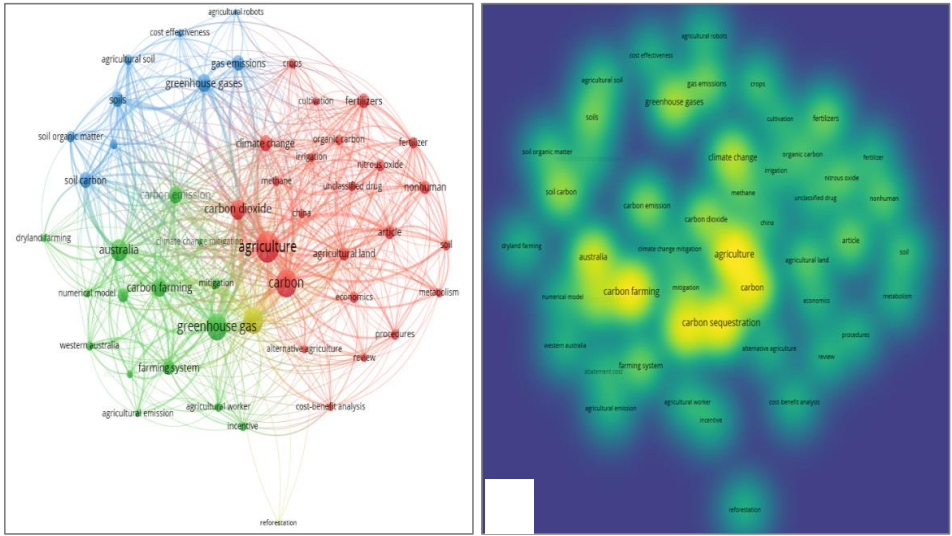 agricultural robots
cost effectiveness
agricultural soil
gas emissions
crops
greenhouse gases
soils
cultivation
fertilizers
soil organic matter
climate change
organic carbon
fertilizer
irrigation
nitrous oxide
soil carbon
methane
unclassified drug
nonhuman
carbon emission
carbon dioxide
china
dryland farming
climate change mitigation
article
australia
agriculture
agricultural land
soil
numerical model
carbon farming
mitigation
carbon
economics
metabolism
greenhouse gas
procedures
western australia
alternative agriculture
review
farming system
agricultural emission
agricultural worker
cost-benefit analysis
incentive
reforestation
agricultural robots
cost effectiveness
agricultural soil
gas emissions
crops
greenhouse gases
soils
cultivation
fertilizers
soil organic matter
climate change
organic carbon
fertilizer
irrigation
nitrous oxide
soil carbon
methane
unclassified drug
nonhuman
carbon emission
carbon dioxide
china
dryland farming
climate change mitigation
article
australia
agriculture
agricultural land
soil
numerical model
carbon farming
mitigation
carbon
economics
metabolism
carbon sequestration
procedures
western australia
alternative agriculture
review
farming system
abatement cost
agricultural emission
agricultural worker
cost-benefit analysis
incentive
reforestation